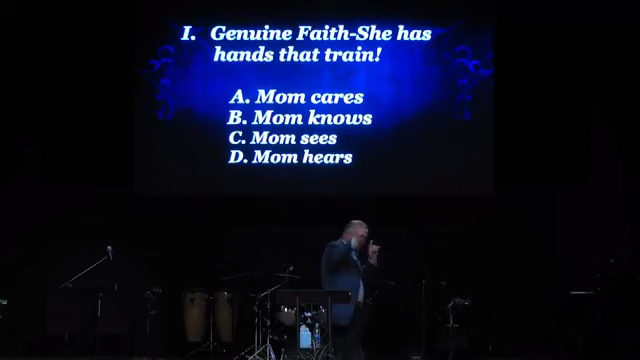 I. Genuine Faith-She has
hands that train!
A. Mom cares
B. Mom knows
C. Mom sees
D. Mom hears